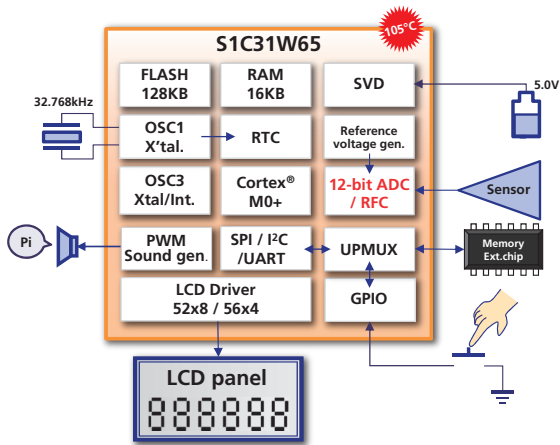 S1C31W65
105°C
FLASH
128KB
RAM
16KB
SVD
5.0V
32.768kHz
OSC1
X'tal.
RTC
Reference
voltage gen.
OSC3
Xtal/Int.
Cortex®
M0+
12-bit ADC
/ RFC
Sensor
Pi
PWM
Sound gen.
SPI / I²C
/UART
UPMUX
Memory
Ext.chip
LCD Driver
52x8 / 56x4
GPIO
LCD panel
888888